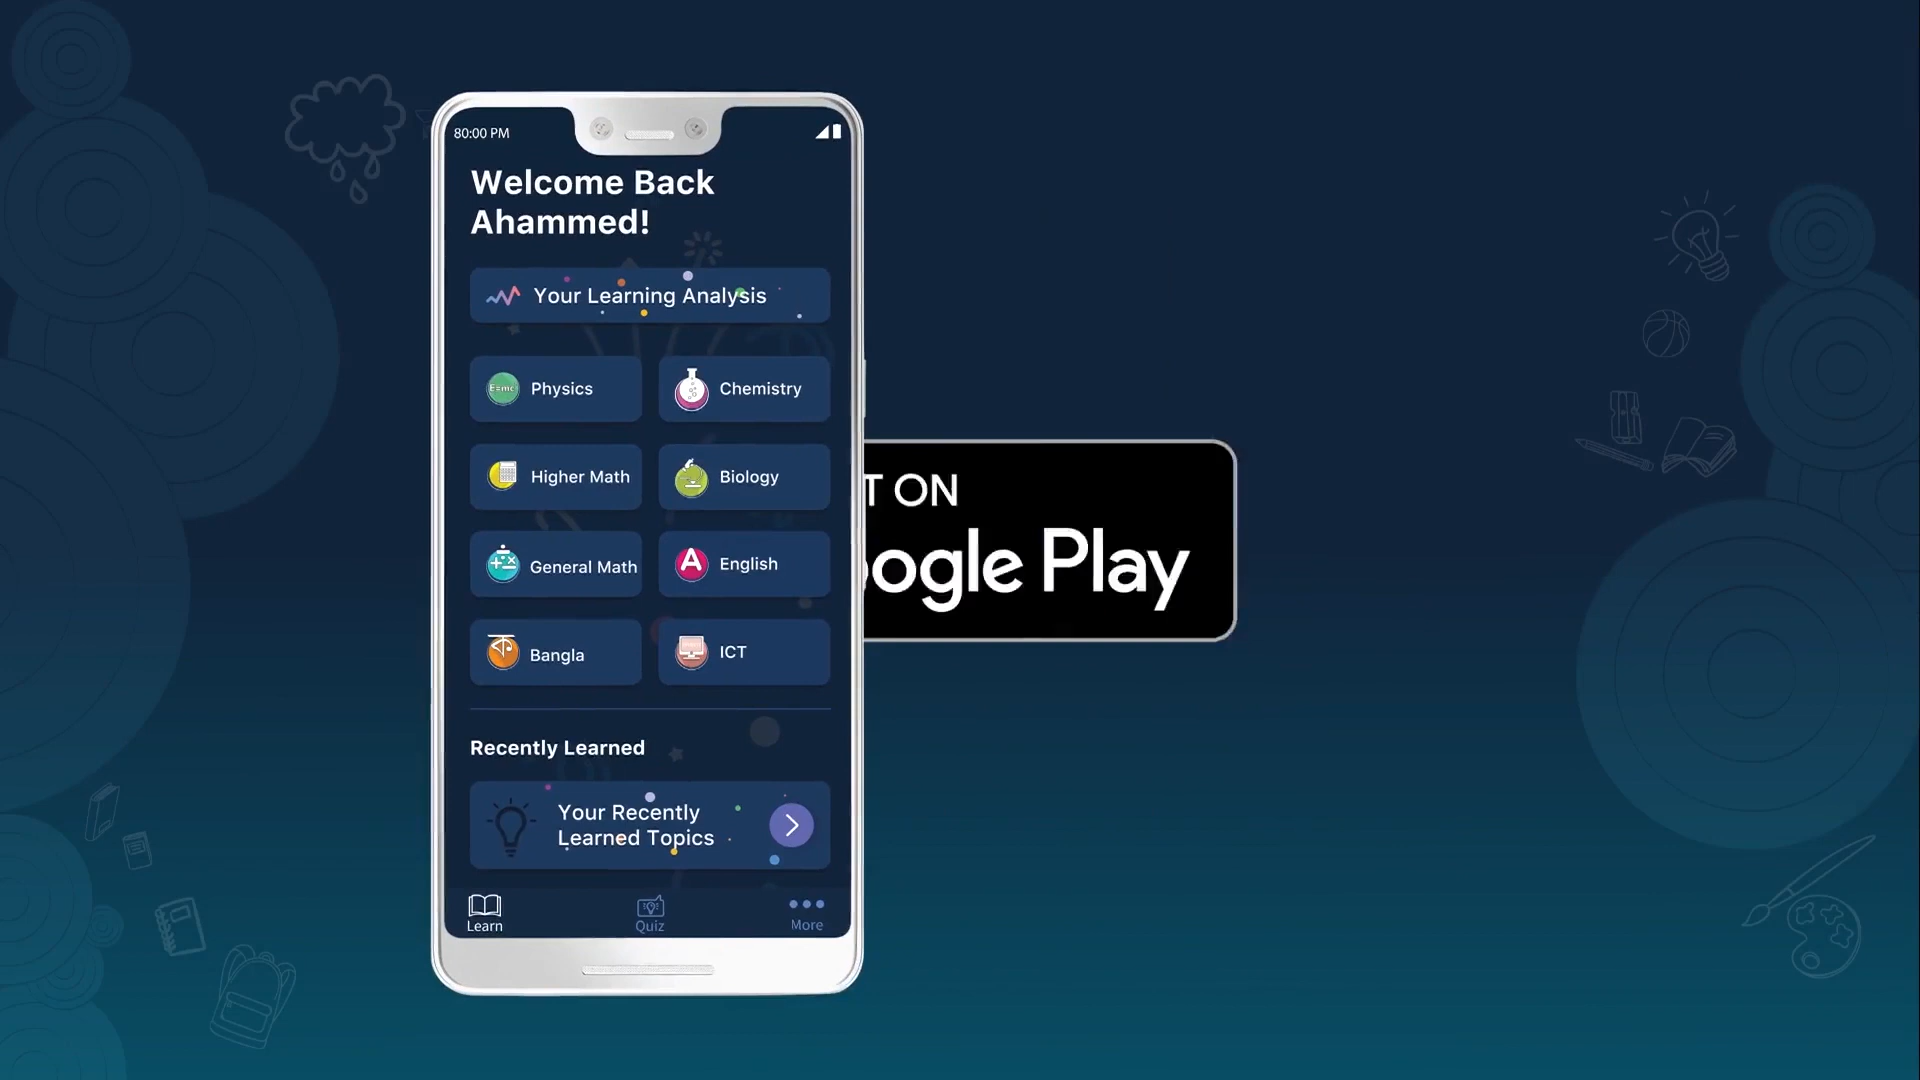 80:00 PM
Welcome Back
Ahammed!
Your Learning Analysis
Physics
Chemistry
Higher Math
Biology
General Math
English
Bangla
ICT
Recently Learned
Your Recently
Learned Topics
Learn
Quiz
More
T ON
ogle Play